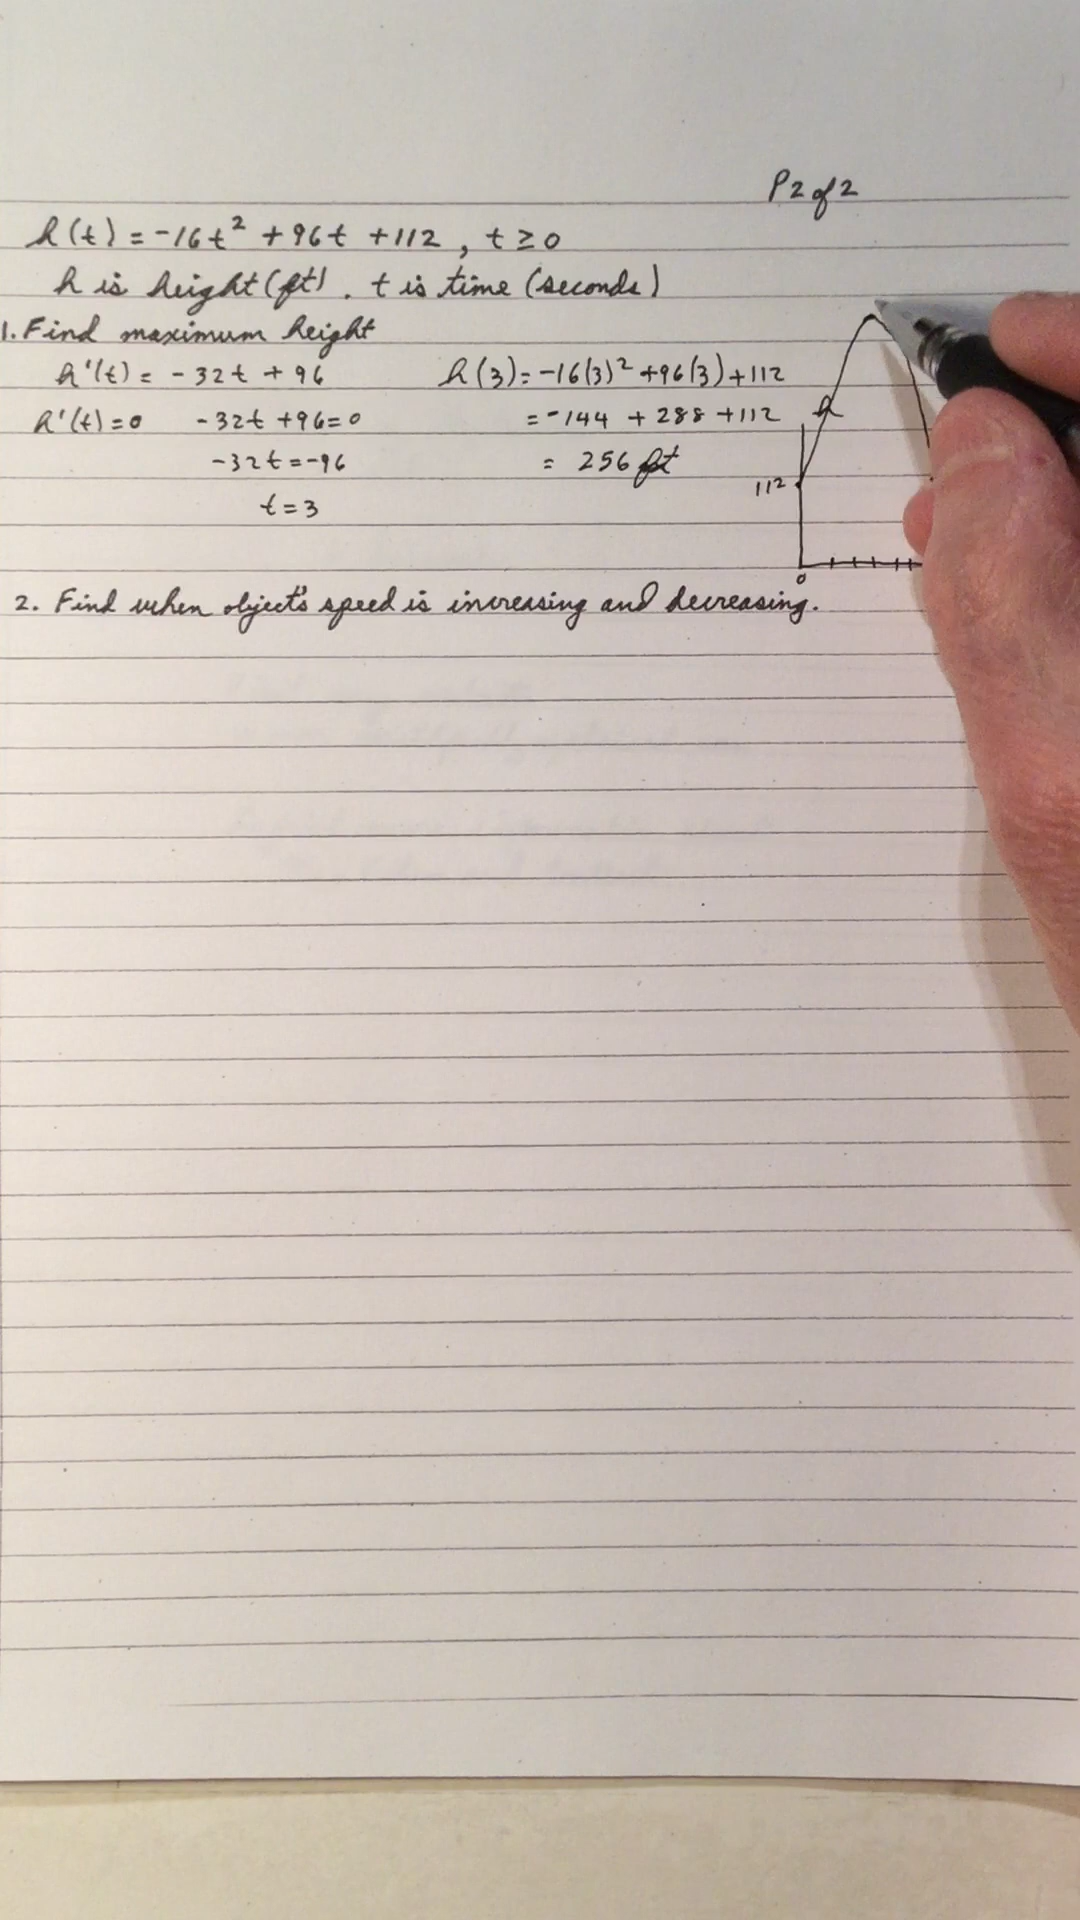 P2 of 2
h(t) = -16t² + 96t + 112, t ≥ 0
h is height (ft). t is time (seconds)
1. Find maximum height
h'(t) = -32t + 96
h'(t) = 0 -32t + 96 = 0
-32t = -96
t = 3
h(3) = -16(3)² + 96(3) + 112
= -144 + 288 + 112
= 256 ft
h
112
0
2. Find when object's speed is increasing and decreasing.